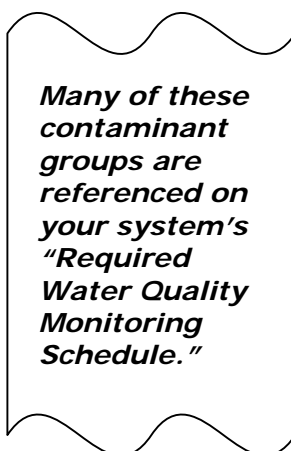 Many of these
contaminant
groups are
referenced on
your system’s
“Required
Water Quality
Monitoring
Schedule.”